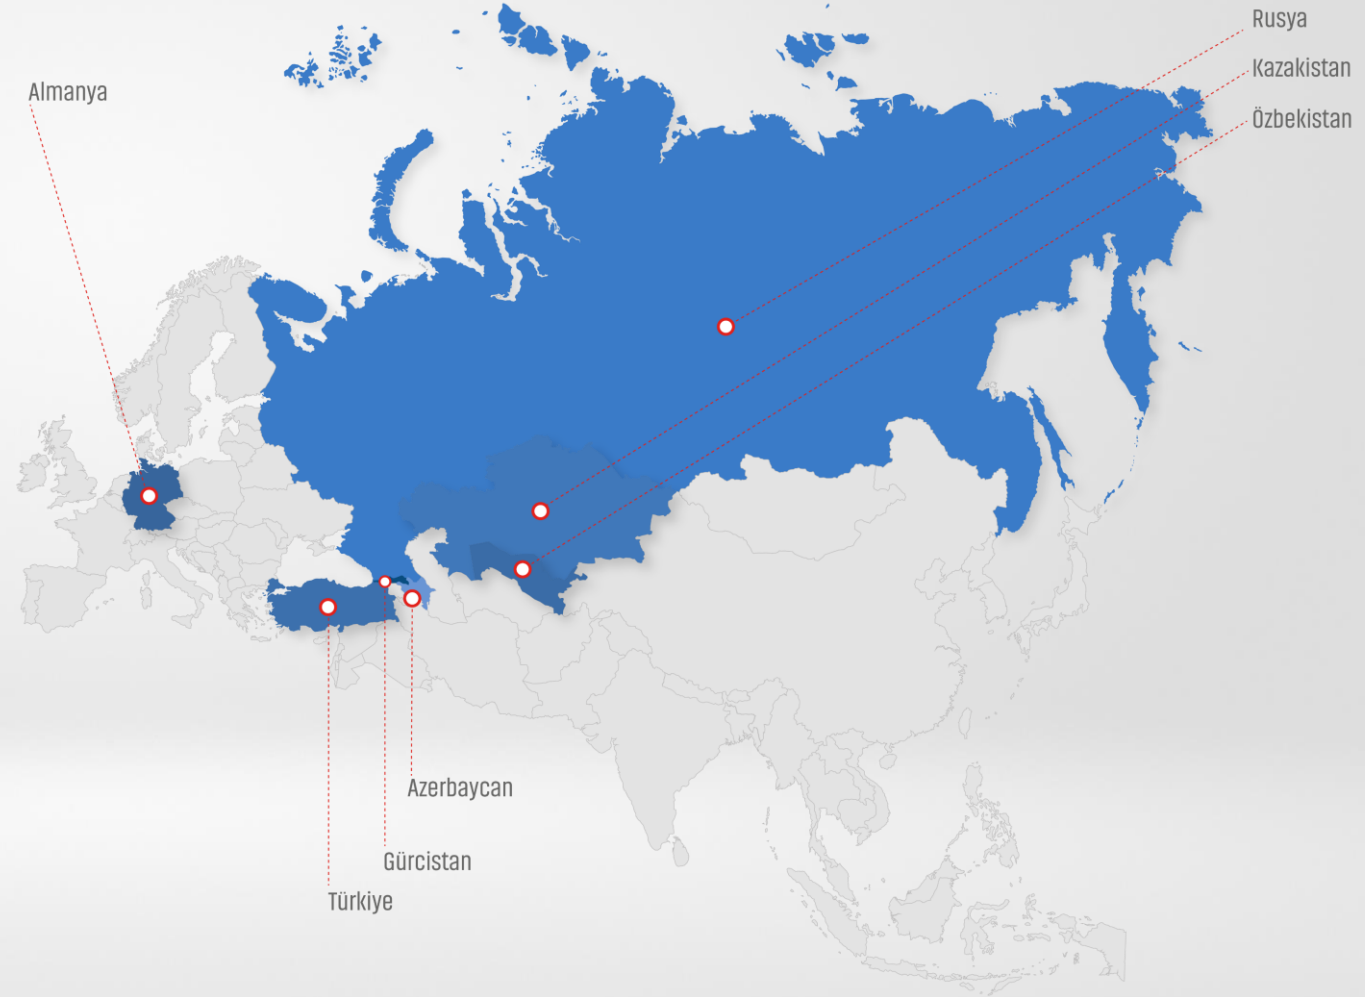 Rusya
Kazakistan
Almanya
Özbekistan
Azerbaycan
Gürcistan
Türkiye